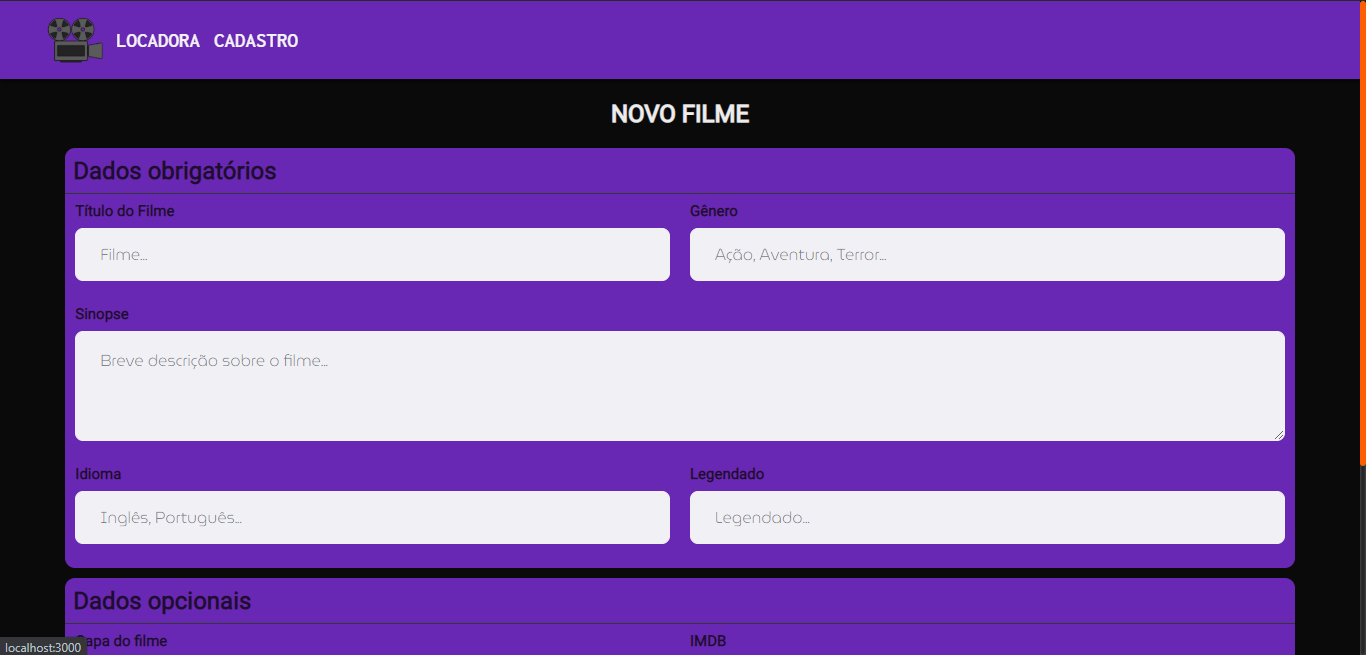 LOCADORA CADASTRO
NOVO FILME
Dados obrigatórios
Título do Filme Gênero
Filme... Ação, Aventura, Terror...
Sinopse
Breve descrição sobre o filme...
Idioma Legendado
Inglês, Português... Legendado...
Dados opcionais
apa do filme IMDB
localhost:3000